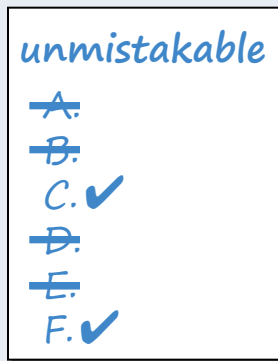 unmistakable
A.
B.
C. ✔
D.
E.
F. ✔